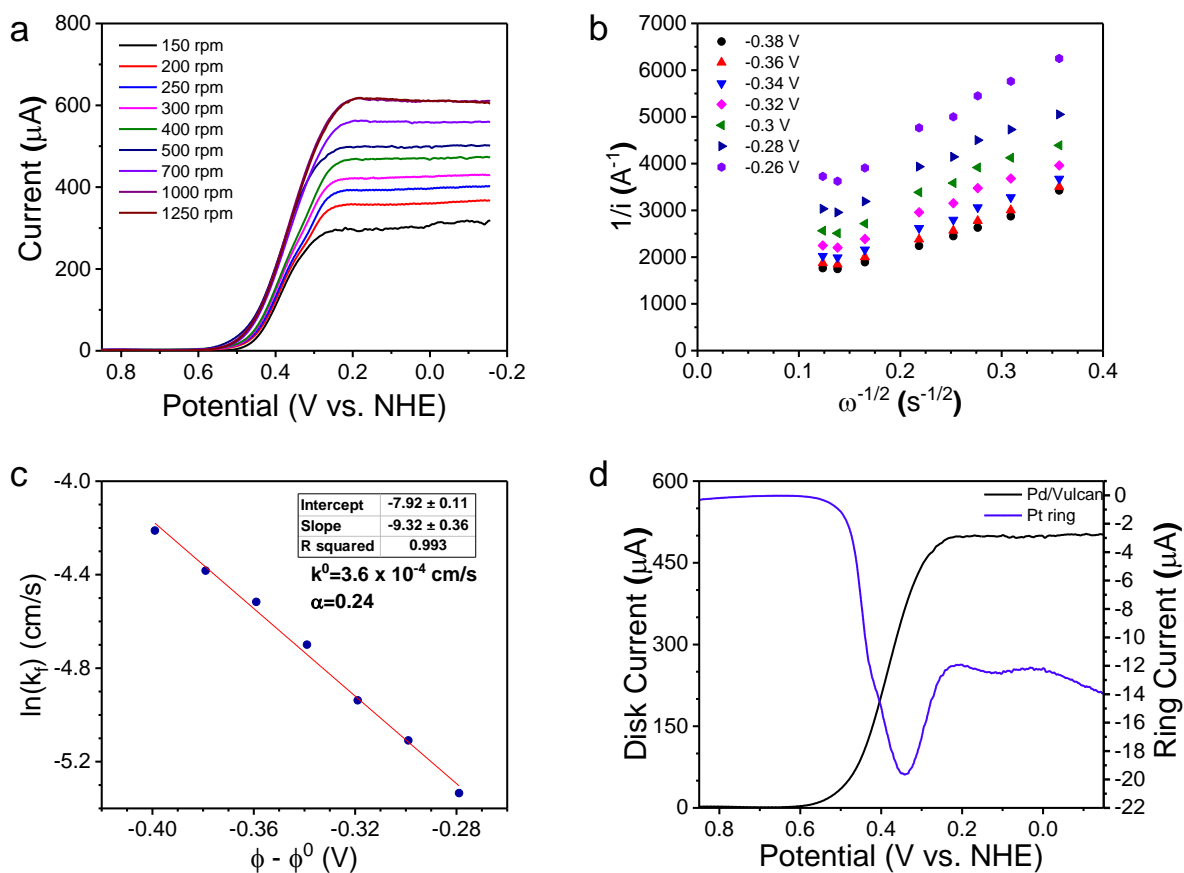 a
800
600
400
200
0
Current (μA)
150 rpm
200 rpm
250 rpm
300 rpm
400 rpm
500 rpm
700 rpm
1000 rpm
1250 rpm
0.8 0.6 0.4 0.2 0.0 -0.2
Potential (V vs. NHE)
b
7000
6000
5000
4000
3000
2000
1000
0
1/i (A⁻¹)
-0.38 V
-0.36 V
-0.34 V
-0.32 V
-0.3 V
-0.28 V
-0.26 V
0.0 0.1 0.2 0.3 0.4
ω⁻¹/² (s⁻¹/²)
c
-4.0
-4.4
-4.8
-5.2
ln(kf) (cm/s)
Intercept -7.92 ± 0.11
Slope -9.32 ± 0.36
R squared 0.993
k⁰=3.6 x 10⁻⁴ cm/s
α=0.24
-0.40 -0.36 -0.32 -0.28
ϕ - ϕ⁰ (V)
d
600
450
300
150
0
Disk Current (μA)
Pd/Vulcan
Pt ring
0
-2
-4
-6
-8
-10
-12
-14
-16
-18
-20
-22
Ring Current (μA)
0.8 0.6 0.4 0.2 0.0
Potential (V vs. NHE)